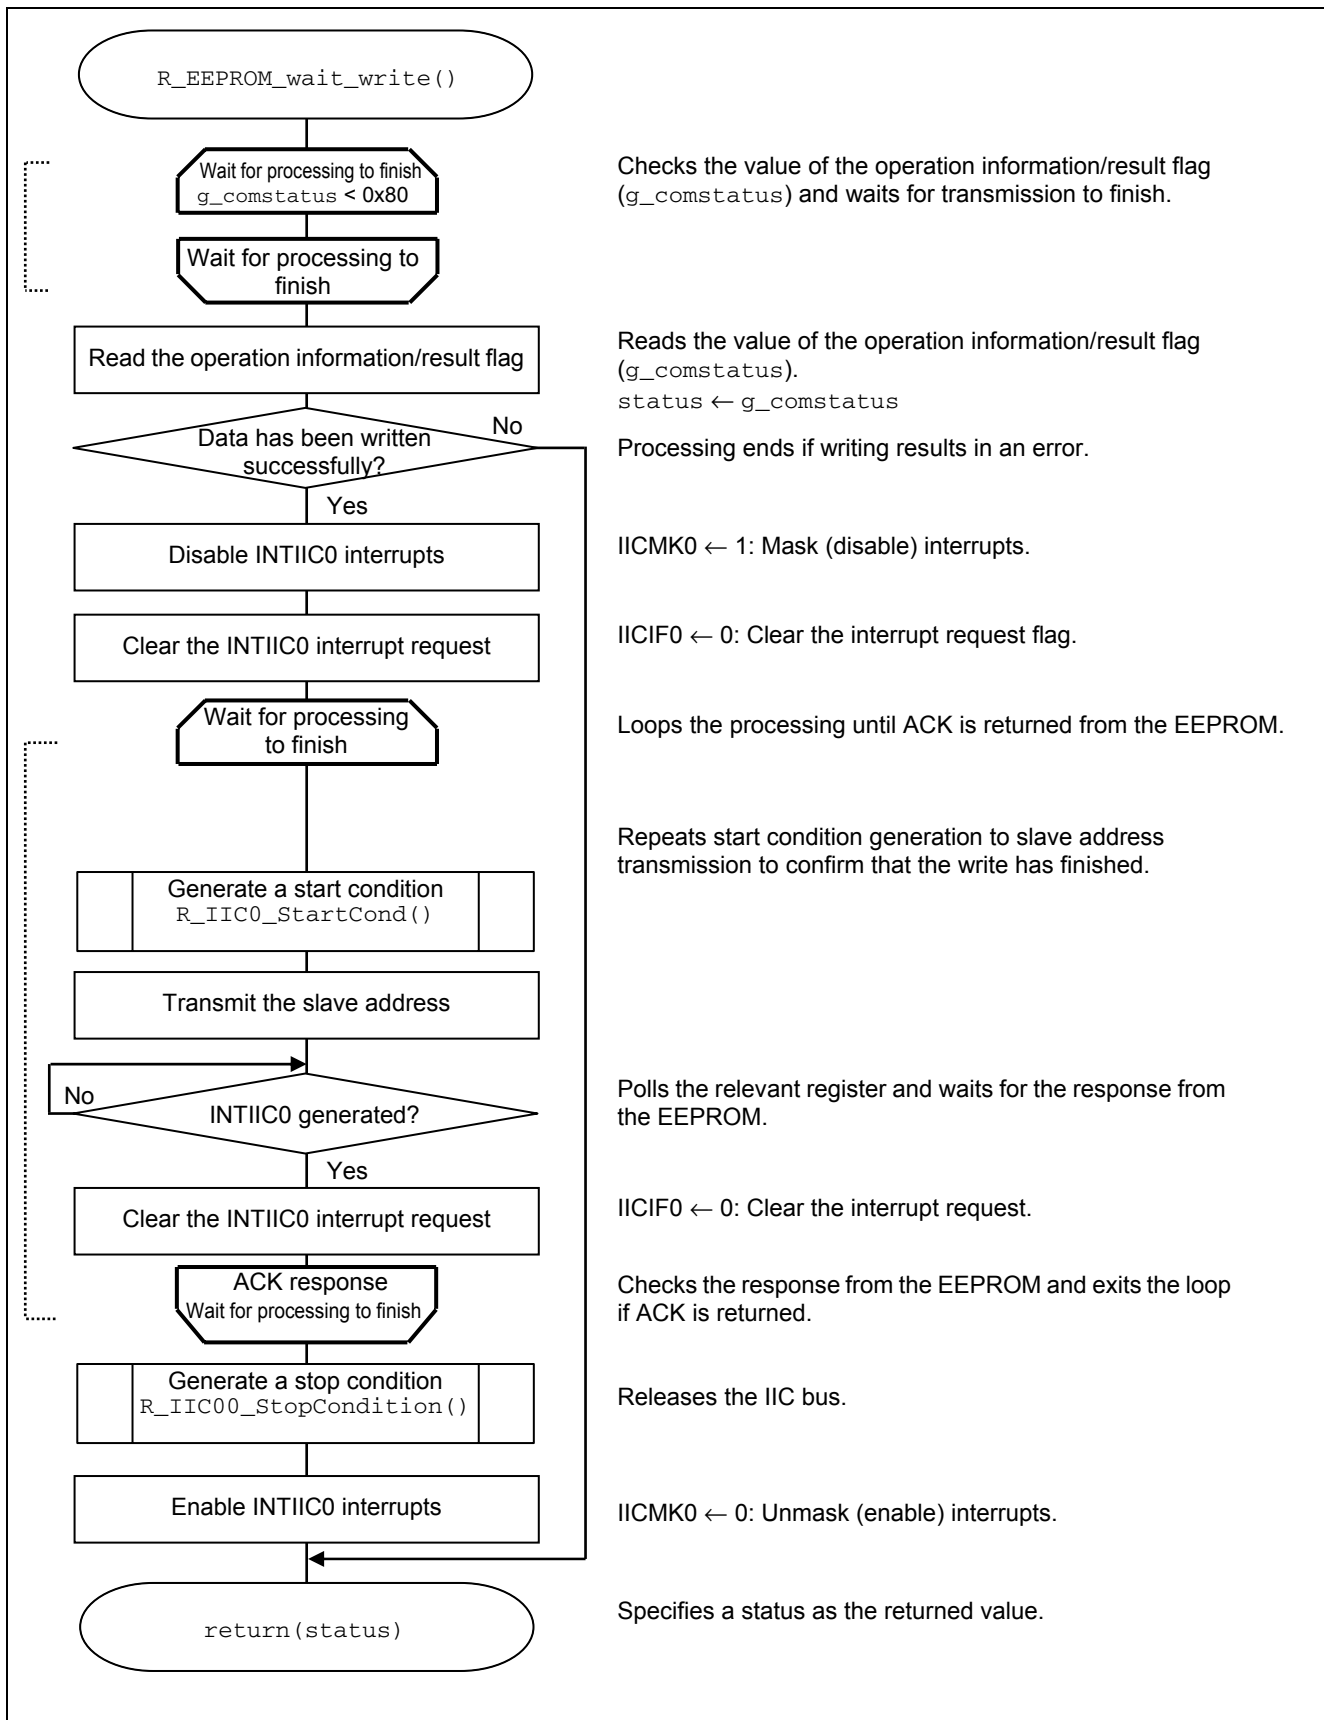 R_EEPROM_wait_write()
Wait for processing to finish
g_comstatus < 0x80
Checks the value of the operation information/result flag
(g_comstatus) and waits for transmission to finish.
Wait for processing to
finish
Read the operation information/result flag
Reads the value of the operation information/result flag
(g_comstatus).
status ← g_comstatus
Data has been written
successfully?
No
Processing ends if writing results in an error.
Yes
Disable INTIIC0 interrupts
IICMK0 ← 1: Mask (disable) interrupts.
Clear the INTIIC0 interrupt request
IICIF0 ← 0: Clear the interrupt request flag.
Wait for processing
to finish
Loops the processing until ACK is returned from the EEPROM.
Repeats start condition generation to slave address
transmission to confirm that the write has finished.
Generate a start condition
R_IIC0_StartCond()
Transmit the slave address
No
INTIIC0 generated?
Polls the relevant register and waits for the response from
the EEPROM.
Yes
Clear the INTIIC0 interrupt request
IICIF0 ← 0: Clear the interrupt request.
ACK response
Wait for processing to finish
Checks the response from the EEPROM and exits the loop
if ACK is returned.
Generate a stop condition
R_IIC00_StopCondition()
Releases the IIC bus.
Enable INTIIC0 interrupts
IICMK0 ← 0: Unmask (enable) interrupts.
return(status)
Specifies a status as the returned value.